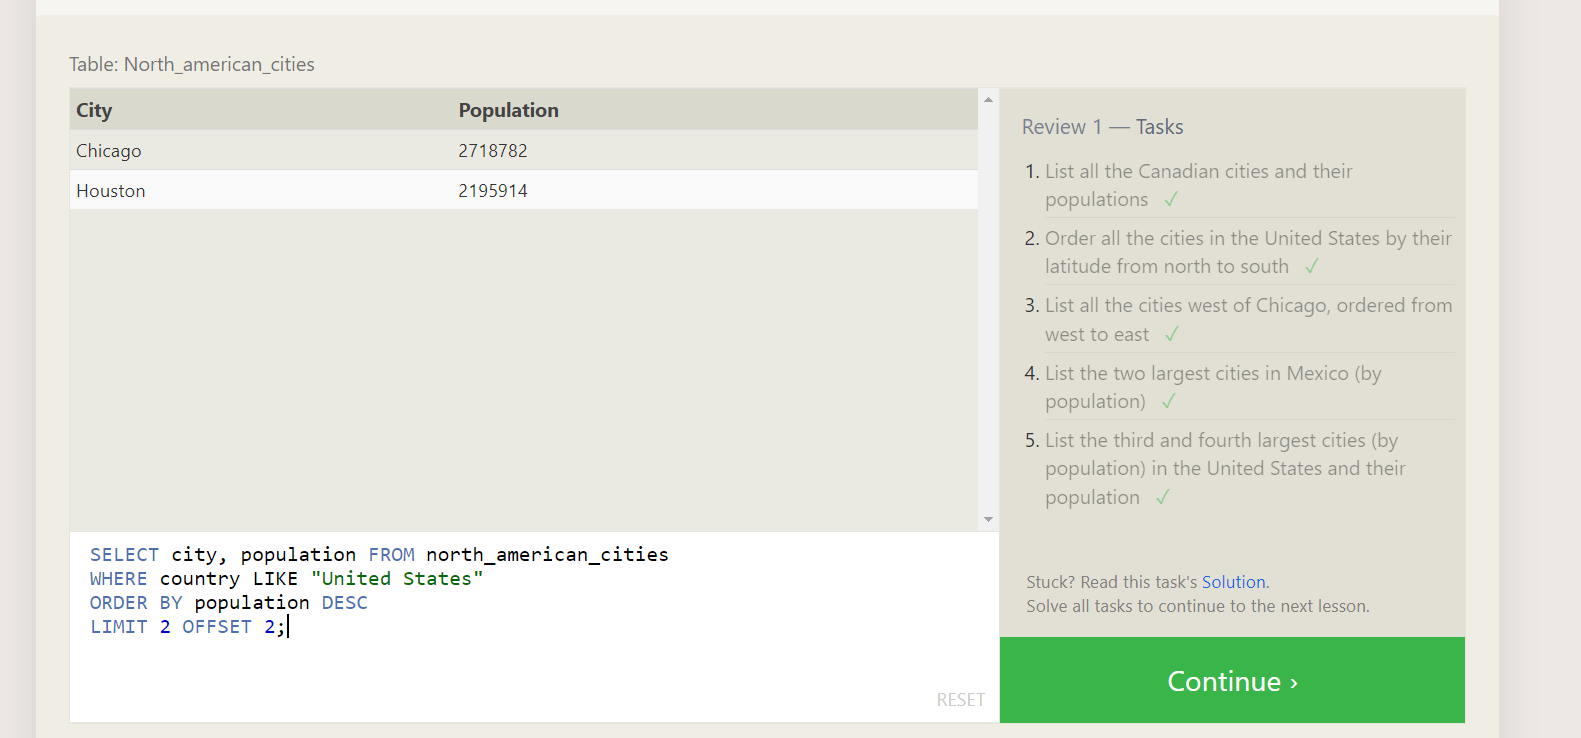 Table: North_american_cities
City Population
Chicago 2718782
Houston 2195914
SELECT city, population FROM north_american_cities
WHERE country LIKE "United States"
ORDER BY population DESC
LIMIT 2 OFFSET 2;
RESET
Review 1 — Tasks
1. List all the Canadian cities and their
populations ✓
2. Order all the cities in the United States by their
latitude from north to south ✓
3. List all the cities west of Chicago, ordered from
west to east ✓
4. List the two largest cities in Mexico (by
population) ✓
5. List the third and fourth largest cities (by
population) in the United States and their
population ✓
Stuck? Read this task's Solution.
Solve all tasks to continue to the next lesson.
Continue ›